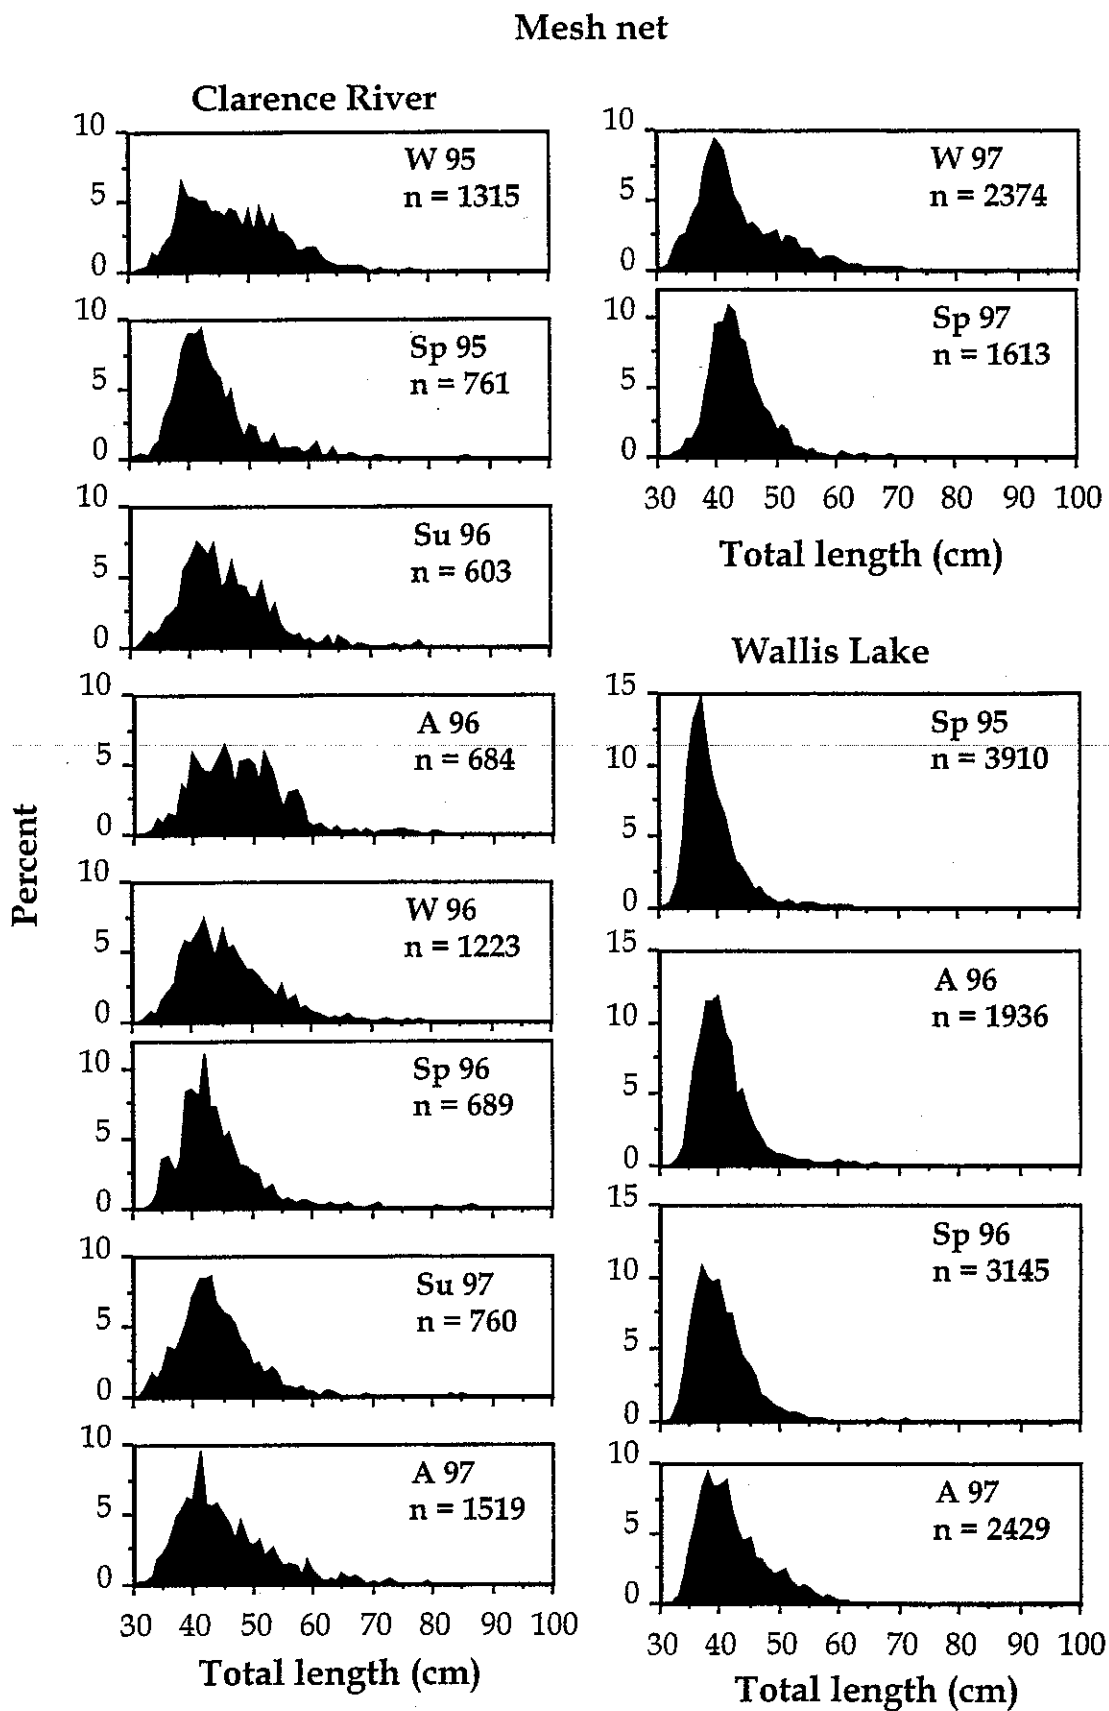 Mesh net
Clarence River
10
5
0
W 95
n = 1315
10
5
0
Sp 95
n = 761
10
5
0
Su 96
n = 603
10
5
0
A 96
n = 684
10
5
0
W 96
n = 1223
10
5
0
Sp 96
n = 689
10
5
0
Su 97
n = 760
10
5
0
A 97
n = 1519
30 40 50 60 70 80 90 100
Total length (cm)
Percent
10
5
0
W 97
n = 2374
10
5
0
Sp 97
n = 1613
30 40 50 60 70 80 90 100
Total length (cm)
Wallis Lake
15
10
5
0
Sp 95
n = 3910
15
10
5
0
A 96
n = 1936
15
10
5
0
Sp 96
n = 3145
10
5
0
A 97
n = 2429
30 40 50 60 70 80 90 100
Total length (cm)